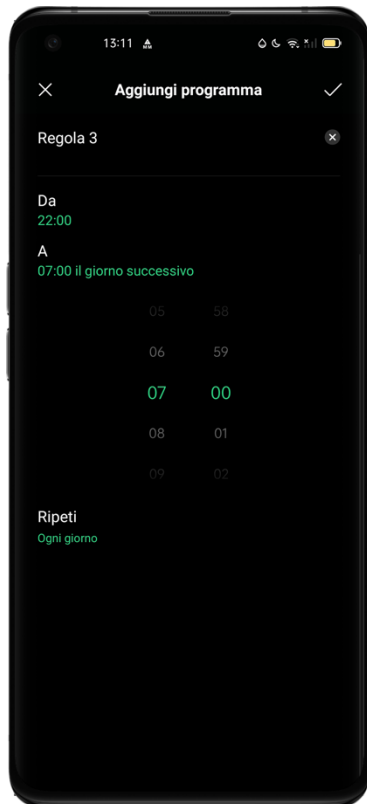 13:11
Aggiungi programma
Regola 3
Da
22:00
A
07:00 il giorno successivo
05 58
06 59
07 00
08 01
09 02
Ripeti
Ogni giorno